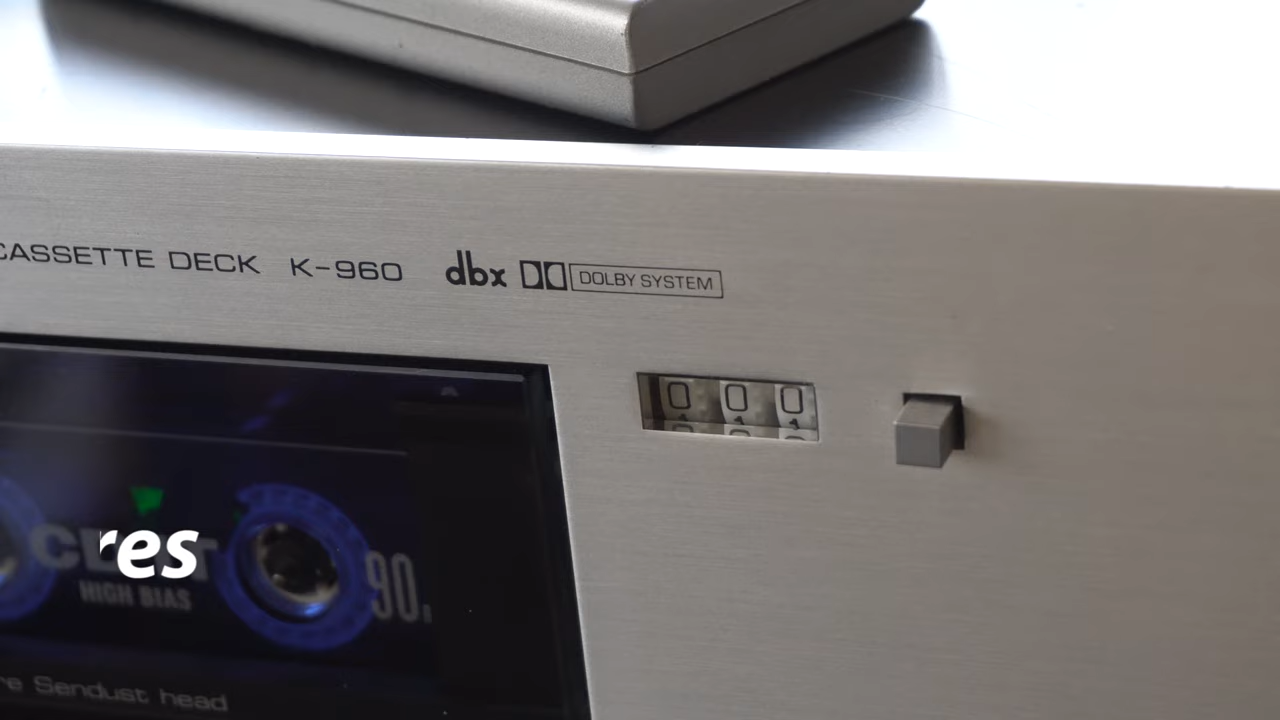 CASSETTE DECK K-960 dbx DOLBY SYSTEM
000
res
HIGH BIAS
90
Sendust head